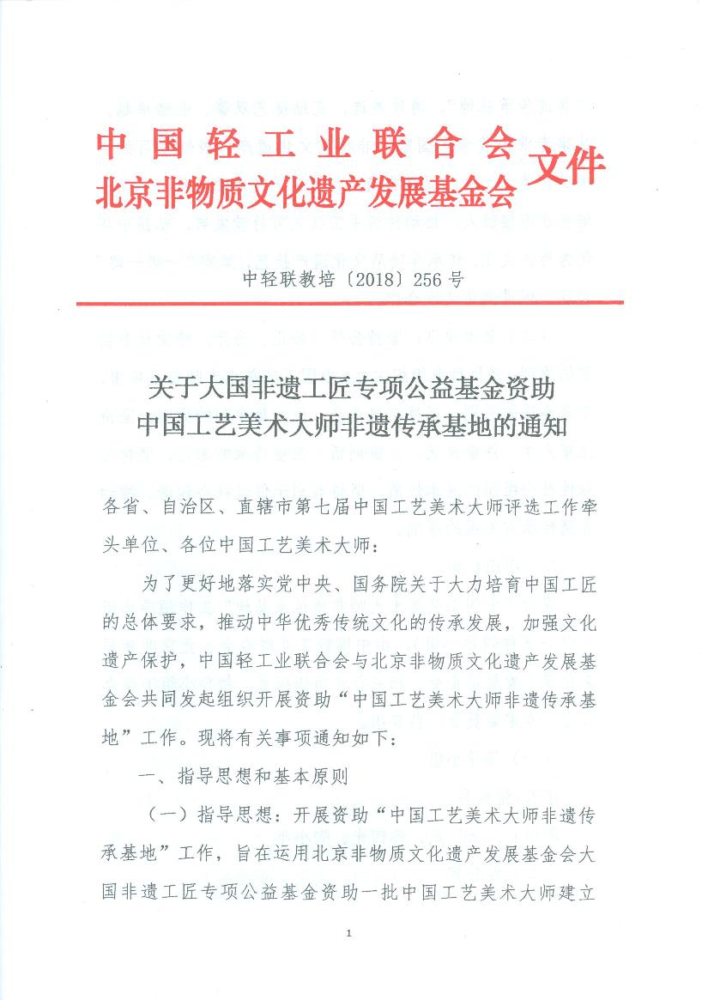 中国轻工业联合会
北京非物质文化遗产发展基金会
文件
中轻联教培〔2018〕256号
关于大国非遗工匠专项公益基金资助
中国工艺美术大师非遗传承基地的通知
各省、自治区、直辖市第七届中国工艺美术大师评选工作牵
头单位、各位中国工艺美术大师：
为了更好地落实党中央、国务院关于大力培育中国工匠
的总体要求，推动中华优秀传统文化的传承发展，加强文化
遗产保护，中国轻工业联合会与北京非物质文化遗产发展基
金会共同发起组织开展资助“中国工艺美术大师非遗传承基
地”工作。现将有关事项通知如下：
一、指导思想和基本原则
（一）指导思想：开展资助“中国工艺美术大师非遗传
承基地”工作，旨在运用北京非物质文化遗产发展基金会大
国非遗工匠专项公益基金资助一批中国工艺美术大师建立
1